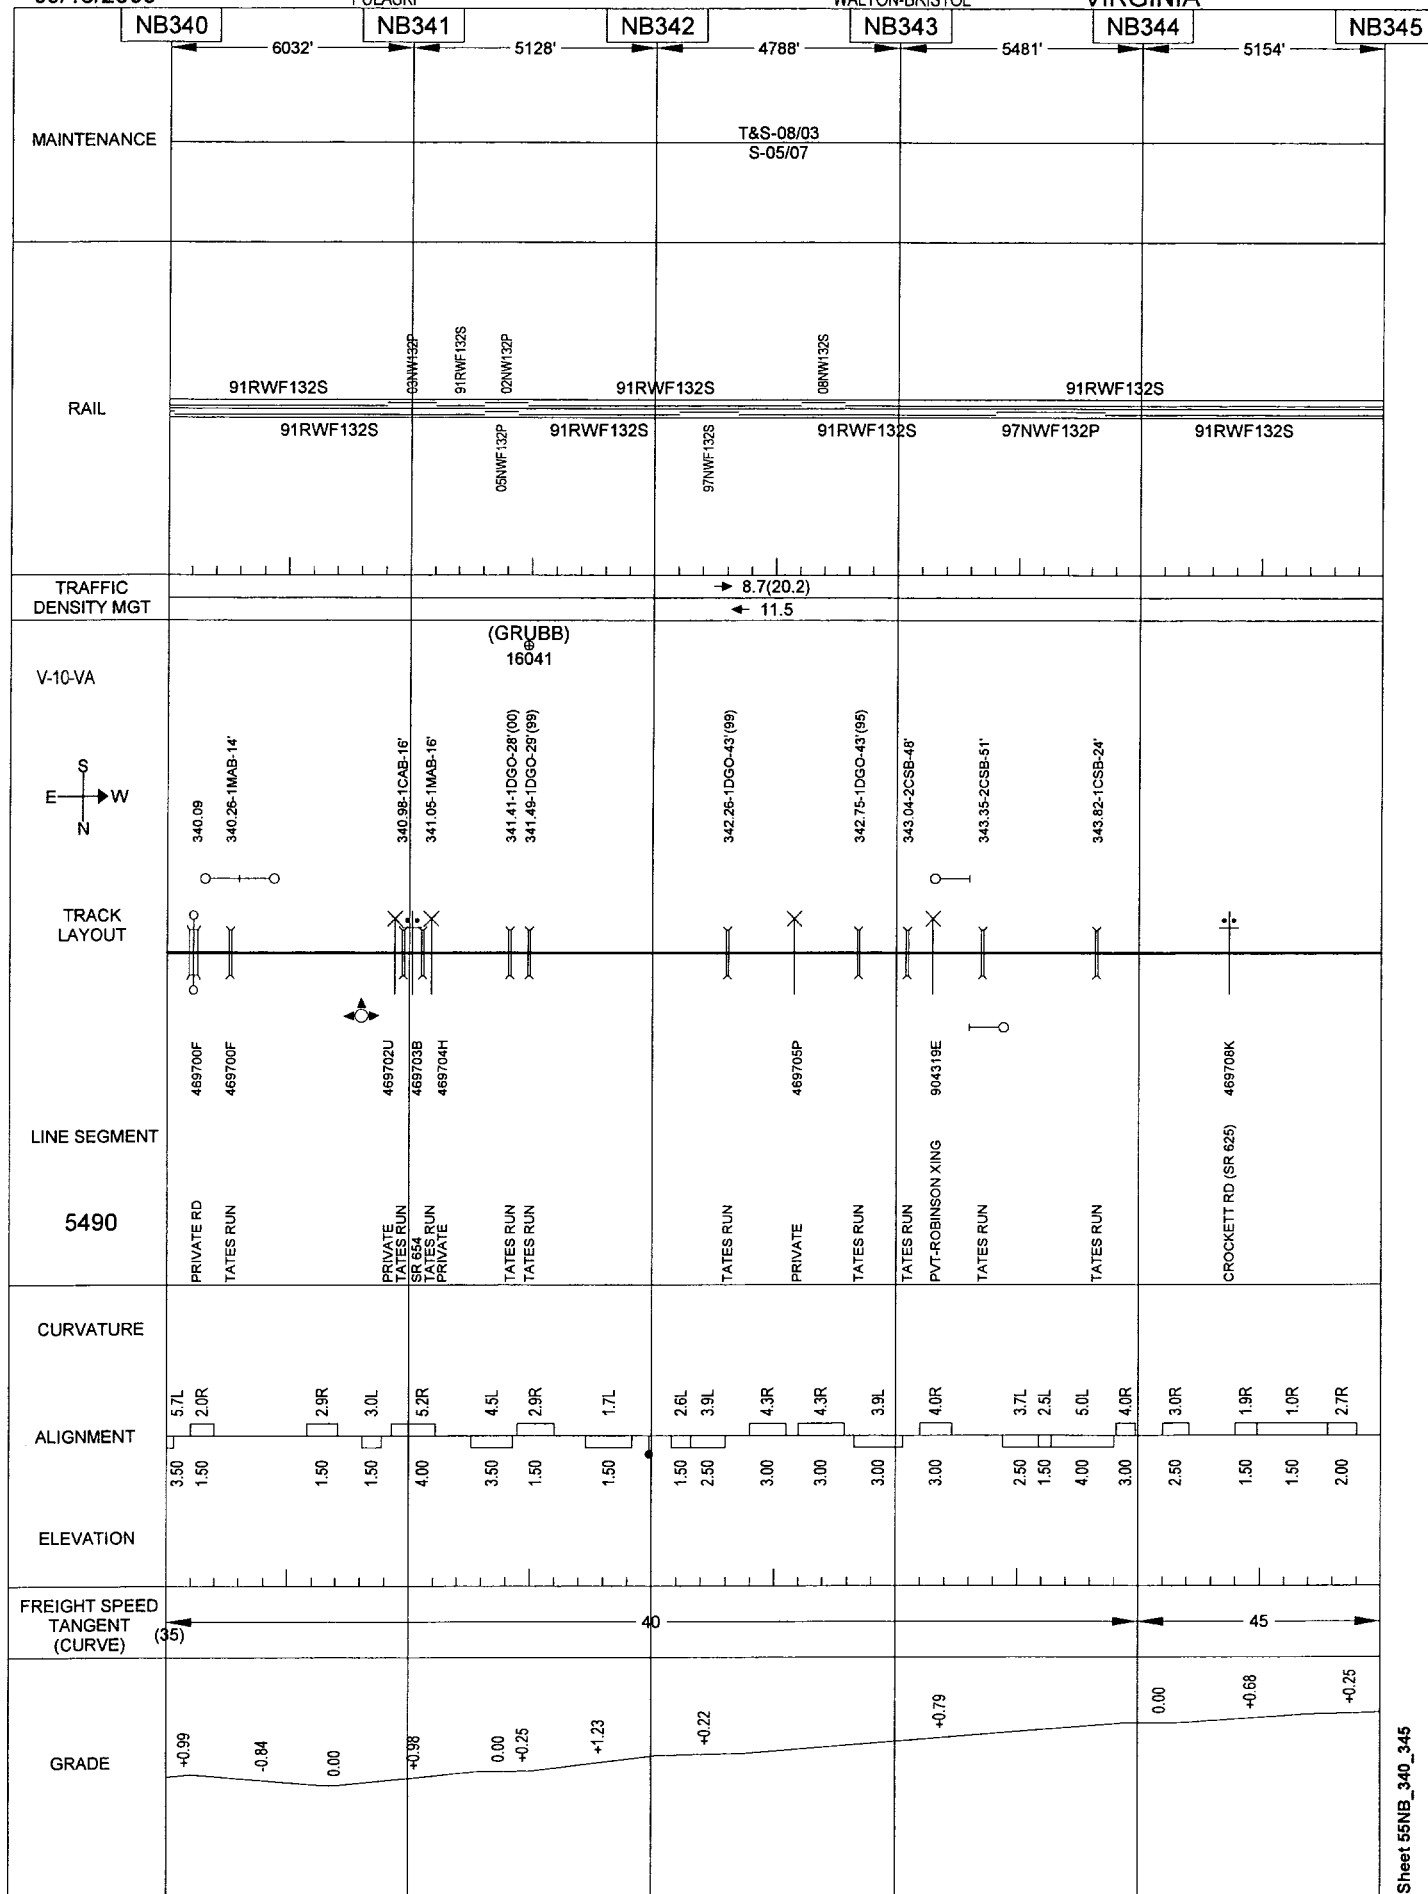 VIRGINIA
NB340 NB341 NB342 NB343 NB344 NB345
6032' 5128' 4788' 5481' 5154'
MAINTENANCE
T&S-08/03
S-05/07
RAIL
03NW132P 91RWF132S 02NW132P 08NW132S
91RWF132S 91RWF132S 91RWF132S
91RWF132S 91RWF132S 91RWF132S 97NWF132P 91RWF132S
05NWF132P 97NWF132S
TRAFFIC
DENSITY MGT
→ 8.7(20.2)
← 11.5
(GRUBB)
16041
V-10-VA
S
E W
N
340.09
340.26-1MAB-14'
340.98-1CAB-16'
341.05-1MAB-16'
341.41-1DGO-28'(00)
341.49-1DGO-29'(99)
342.26-1DGO-43'(99)
342.75-1DGO-43'(95)
343.04-2CSB-48'
343.35-2CSB-51'
343.82-1CSB-24'
TRACK
LAYOUT
469700F
469700F
469702U
469703B
469704H
469705P
904319E
469708K
LINE SEGMENT
5490
PRIVATE RD
TATES RUN
PRIVATE
TATES RUN
SR 654
TATES RUN
PRIVATE
TATES RUN
TATES RUN
TATES RUN
PRIVATE
TATES RUN
TATES RUN
PVT-ROBINSON XING
TATES RUN
TATES RUN
CROCKETT RD (SR 625)
CURVATURE
5.7L 2.0R 2.9R 3.0L 5.2R 4.5L 2.9R 1.7L 2.6L 3.9L 4.3R 4.3R 3.9L 4.0R 3.7L 2.5L 5.0L 4.0R 3.0R 1.9R 1.0R 2.7R
ALIGNMENT
3.50 1.50 1.50 1.50 4.00 3.50 1.50 1.50 1.50 2.50 3.00 3.00 3.00 3.00 2.50 1.50 4.00 3.00 2.50 1.50 1.50 2.00
ELEVATION
FREIGHT SPEED
TANGENT
(CURVE)
(35) 40 45
GRADE
+0.99 -0.84 0.00 +0.98 0.00 +0.25 +1.23 +0.22 +0.79 0.00 +0.68 +0.25
Sheet 55NB_340_345